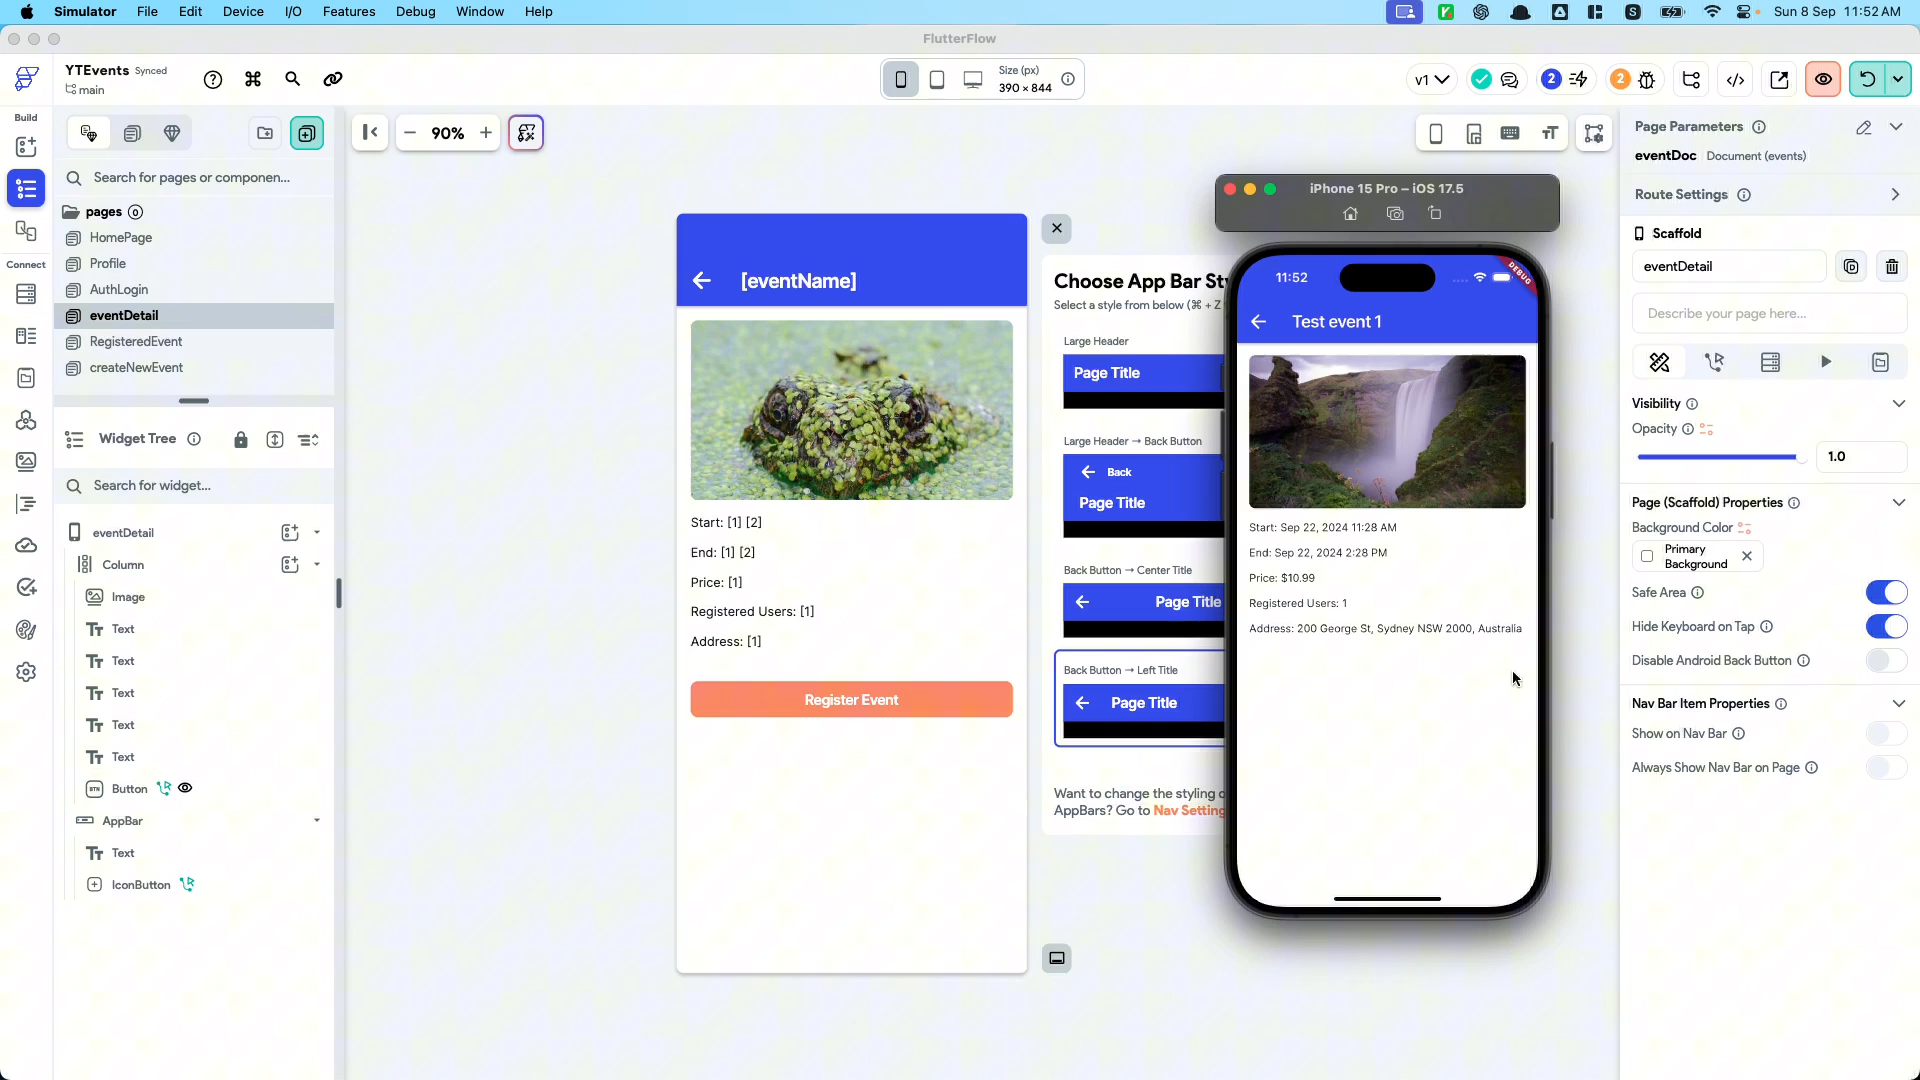 Simulator File Edit Device I/O Features Debug Window Help
Sun 8 Sep 11:52 AM
FlutterFlow
YTEvents Synced
main
Size (px)
390 × 844
v1
2
2
Build
90%
Search for pages or componen...
pages 0
HomePage
Profile
AuthLogin
eventDetail
RegisteredEvent
createNewEvent
Connect
Widget Tree
Search for widget...
eventDetail
Column
Image
Text
Text
Text
Text
Text
BTN Button
AppBar
Text
IconButton
[eventName]
Start: [1] [2]
End: [1] [2]
Price: [1]
Registered Users: [1]
Address: [1]
Register Event
Choose App Bar Sty
Select a style from below (⌘ + Z
Large Header
Page Title
Large Header → Back Button
Back
Page Title
Back Button → Center Title
Page Title
Back Button → Left Title
Page Title
Want to change the styling o
AppBars? Go to Nav Setting
iPhone 15 Pro – iOS 17.5
11:52
DEBUG
Test event 1
Start: Sep 22, 2024 11:28 AM
End: Sep 22, 2024 2:28 PM
Price: $10.99
Registered Users: 1
Address: 200 George St, Sydney NSW 2000, Australia
Page Parameters
eventDoc Document (events)
Route Settings
Scaffold
eventDetail
Describe your page here...
Visibility
Opacity
1.0
Page (Scaffold) Properties
Background Color
Primary
Background
Safe Area
Hide Keyboard on Tap
Disable Android Back Button
Nav Bar Item Properties
Show on Nav Bar
Always Show Nav Bar on Page